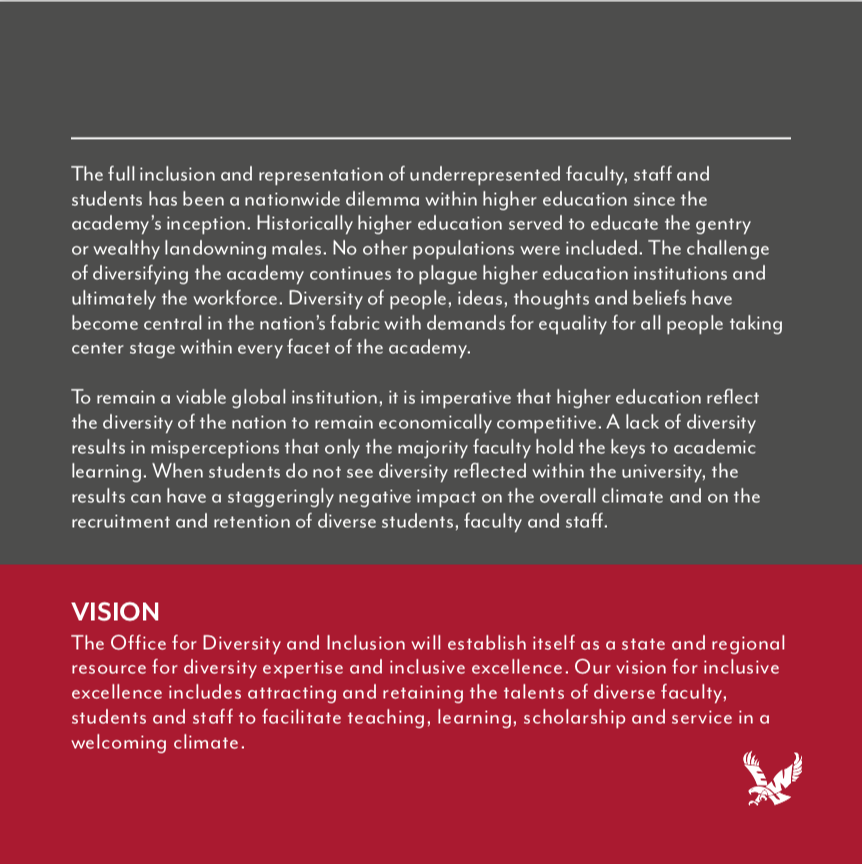 The full inclusion and representation of underrepresented faculty, staff and
students has been a nationwide dilemma within higher education since the
academy's inception. Historically higher education served to educate the gentry
or wealthy landowning males. No other populations were included. The challenge
of diversifying the academy continues to plague higher education institutions and
ultimately the workforce. Diversity of people, ideas, thoughts and beliefs have
become central in the nation's fabric with demands for equality for all people taking
center stage within every facet of the academy.
To remain a viable global institution, it is imperative that higher education reflect
the diversity of the nation to remain economically competitive. A lack of diversity
results in misperceptions that only the majority faculty hold the keys to academic
learning. When students do not see diversity reflected within the university, the
results can have a staggeringly negative impact on the overall climate and on the
recruitment and retention of diverse students, faculty and staff.
VISION
The Office for Diversity and Inclusion will establish itself as a state and regional
resource for diversity expertise and inclusive excellence. Our vision for inclusive
excellence includes attracting and retaining the talents of diverse faculty,
students and staff to facilitate teaching, learning, scholarship and service in a
welcoming climate.
EWU